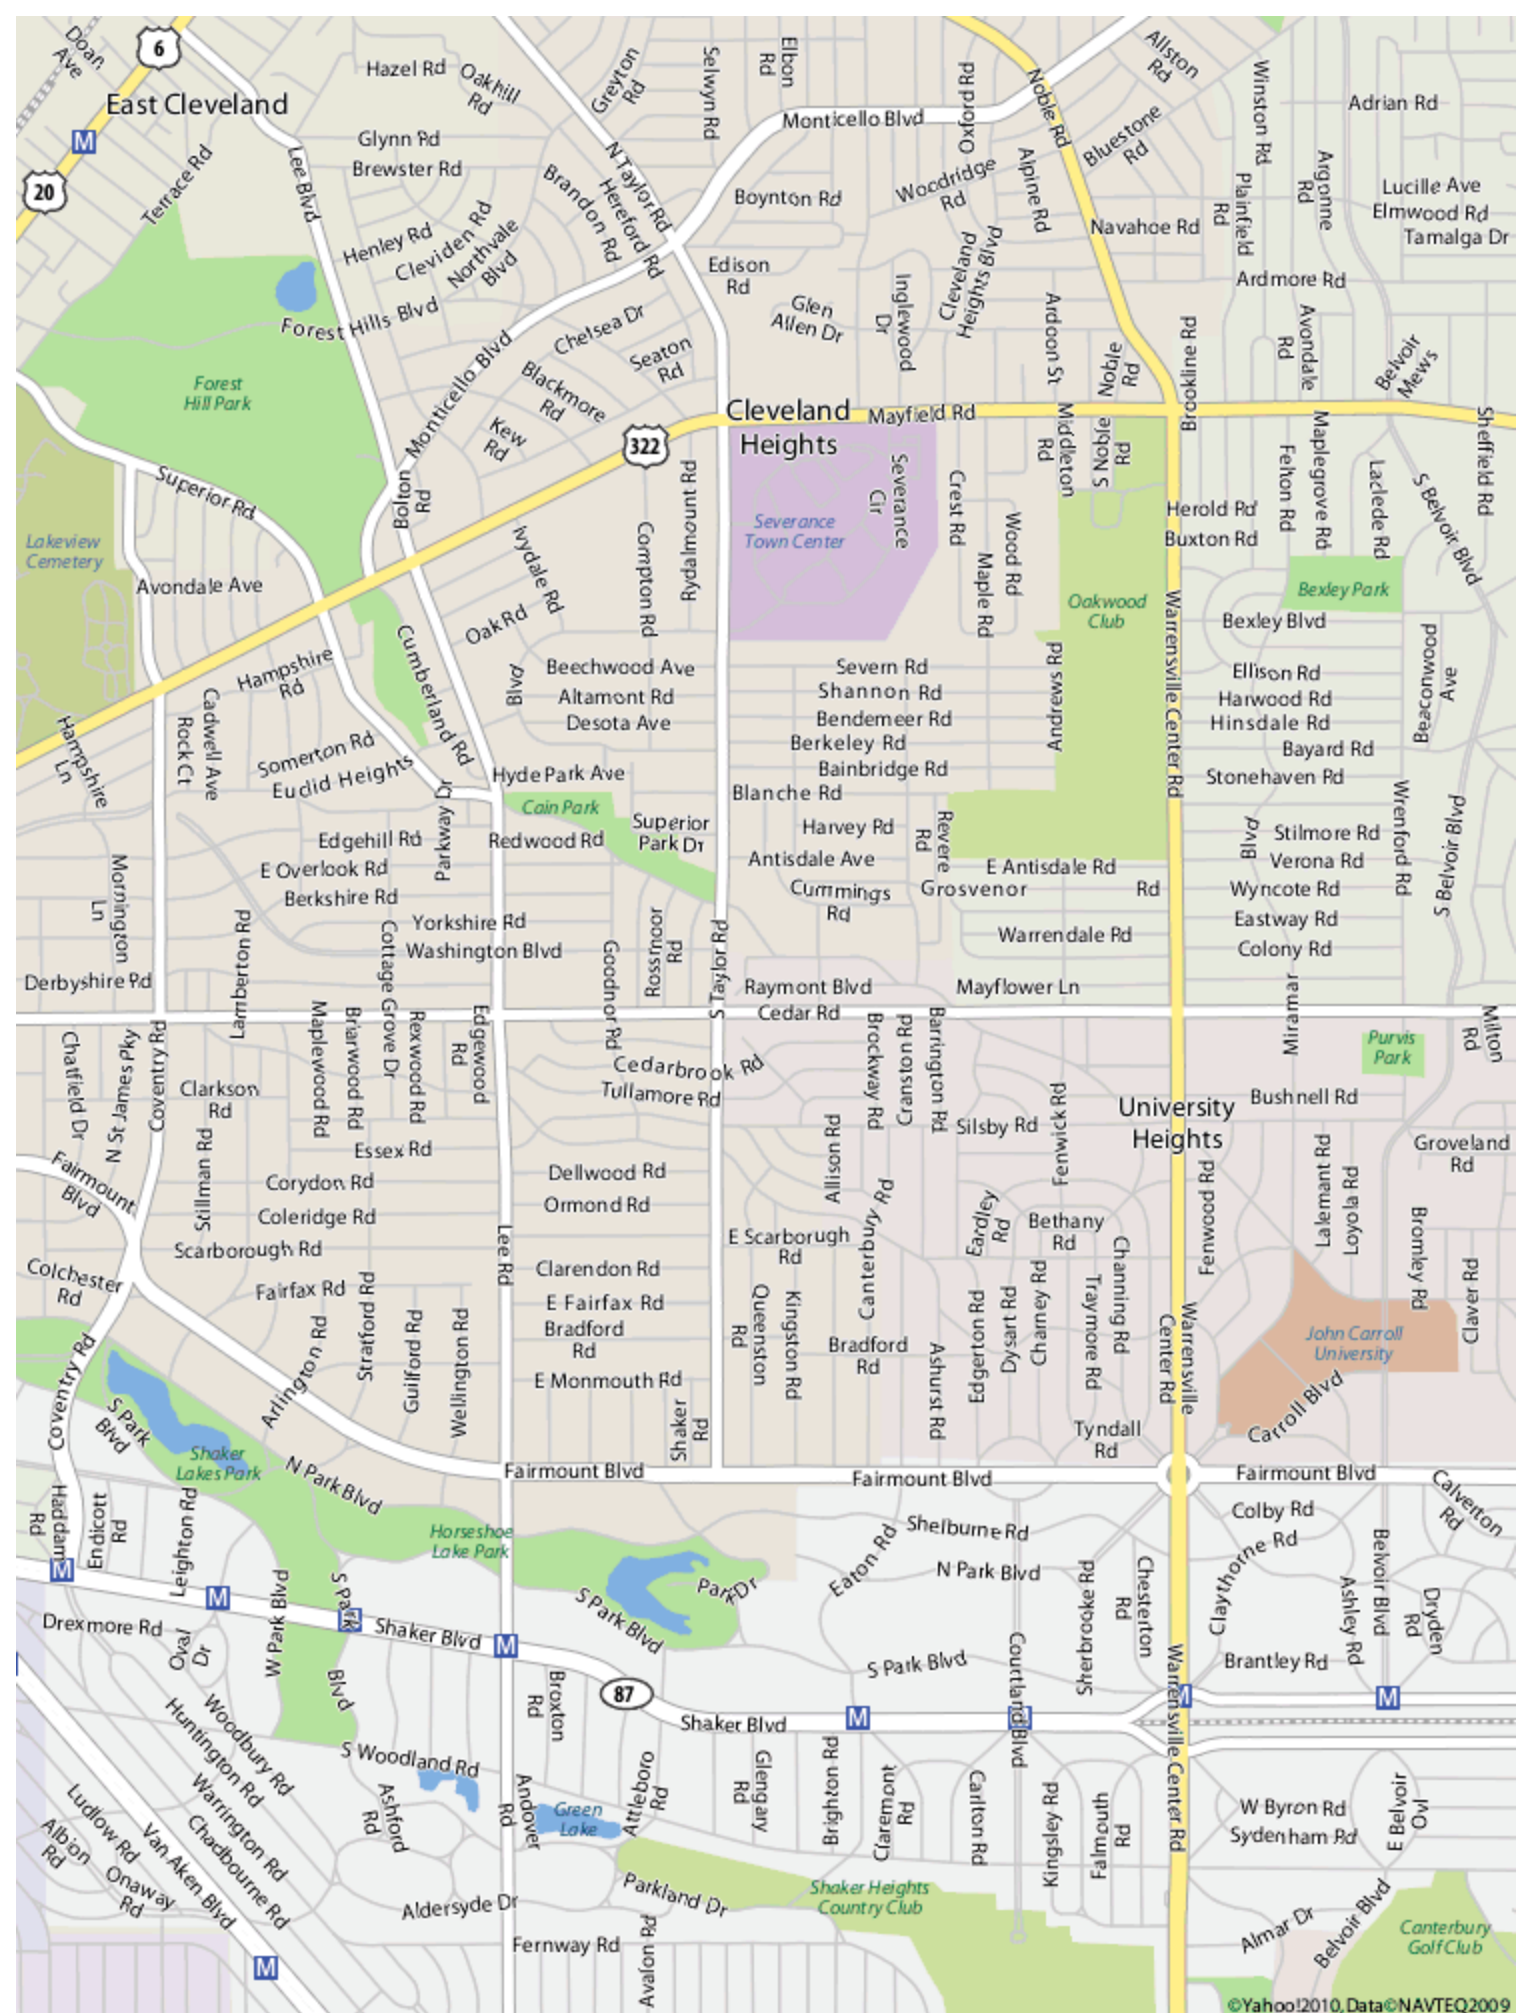 Doan
Ave
6
Hazel Rd
Oakhill
Rd
Greyton
Rd
Selwyn Rd
Elbon
Rd
Oxford Rd
Noble Rd
Allston
Rd
Winston Rd
Adrian Rd
East Cleveland
M
20
Terrace Rd
Lee Blvd
Glynn Rd
Brewster Rd
N Taylor Rd
Monticello Blvd
Bluestone
Rd
Brandon Rd
Hereford Rd
Boynton Rd
Woodridge
Rd
Alpine Rd
Navahoe Rd
Plainfield
Rd
Argonne
Rd
Lucille Ave
Elmwood Rd
Tamalga Dr
Henley Rd
Cleviden Rd
Northvale
Blvd
Edison
Rd
Cleveland
Heights Blvd
Ardmore Rd
Forest Hills Blvd
Chelsea Dr
Glen
Allen Dr
Inglewood
Dr
Ardoon St
Noble
Rd
Brookline Rd
Avondale
Rd
Belvoir
Mews
Forest
Hill Park
Monticello Blvd
Seaton
Rd
Blackmore
Rd
Kew
Rd
322
Cleveland
Heights
Mayfield Rd
Middleton
Rd
S Noble
Rd
Sheffield Rd
Superior Rd
Bolton
Rd
Rydalmount Rd
Severance
Cir
Severance
Town Center
Crest Rd
Wood Rd
Maple Rd
Herold Rd
Buxton Rd
Felton Rd
Maplegrove Rd
Laclede Rd
S Belvoir Blvd
Lakeview
Cemetery
Avondale Ave
Ivydale Rd
Compton Rd
Oak Rd
Oakwood
Club
Bexley Park
Bexley Blvd
Hampshire
Rd
Cumberland Rd
Blvd
Beechwood Ave
Altamont Rd
Desota Ave
Severn Rd
Shannon Rd
Bendemeer Rd
Berkeley Rd
Bainbridge Rd
Andrews Rd
Warrensville Center Rd
Ellison Rd
Harwood Rd
Hinsdale Rd
Bayard Rd
Stonehaven Rd
Beaconwood
Ave
Hampshire
Ln
Rock Ct
Cadwell Ave
Somerton Rd
Euclid Heights
Hyde Park Ave
Cain Park
Blanche Rd
Wrenford Rd
S Belvoir Blvd
Edgehill Rd
Parkway Dr
Redwood Rd
Superior
Park Dr
Harvey Rd
Revere
Rd
Blvd
Stilmore Rd
Verona Rd
E Overlook Rd
Berkshire Rd
Antisdale Ave
E Antisdale Rd
Cummings
Rd
Grosvenor
Rd
Wyncote Rd
Mornington
Ln
Lamberton Rd
Yorkshire Rd
Washington Blvd
Cottage Grove Dr
Goodnor Rd
Rossmoor
Rd
S Taylor Rd
Warrendale Rd
Eastway Rd
Colony Rd
Derbyshire Rd
Raymont Blvd
Mayflower Ln
Miramar
Cedar Rd
Chatfield Dr
N St James Pky
Coventry Rd
Maplewood Rd
Briarwood Rd
Rexwood Rd
Edgewood
Rd
Cedarbrook Rd
Tullamore Rd
Brockway Rd
Cranston Rd
Barrington Rd
Purvis
Park
Milton
Rd
Clarkson
Rd
Silsby Rd
Fenwick Rd
University
Heights
Bushnell Rd
Groveland
Rd
Essex Rd
Stillman Rd
Fairmount
Blvd
Corydon Rd
Coleridge Rd
Scarborough Rd
Dellwood Rd
Ormond Rd
Allison Rd
Canterbury Rd
Eardley
Rd
Bethany
Rd
Fenwood Rd
Lalemant Rd
Loyola Rd
Bromley Rd
Claver Rd
Lee Rd
E Scarborough
Rd
Colchester
Rd
Clarendon Rd
Channing Rd
Fairfax Rd
Stratford Rd
Guilford Rd
Wellington Rd
Arlington Rd
E Fairfax Rd
Bradford
Rd
Queenston
Rd
Kingston Rd
Bradford
Rd
Ashurst Rd
Edgerton Rd
Dysart Rd
Charney Rd
Traymore Rd
Warrensville
Center Rd
John Carroll
University
Carroll Blvd
E Monmouth Rd
Coventry Rd
S Park
Blvd
Shaker
Lakes Park
N Park Blvd
Shaker
Rd
Tyndall
Rd
Fairmount Blvd
Fairmount Blvd
Fairmount Blvd
Calverton
Rd
Haddam
Rd
Endicott
Rd
Leighton Rd
Horseshoe
Lake Park
Eaton Rd
Shelburne Rd
Colby Rd
Claythorne Rd
M
M
W Park Blvd
S Park
M
Park Dr
N Park Blvd
Sherbrooke Rd
Chesterton
Rd
Belvoir Blvd
Ashley Rd
Dryden
Rd
Drexmore Rd
Oval
Dr
Shaker Blvd
M
S Park Blvd
S Park Blvd
Courtland Blvd
Warrensville Center Rd
Brantley Rd
Blvd
Broxton
Rd
87
Shaker Blvd
M
M
M
M
Woodbury Rd
Huntington Rd
Warrington Rd
Chadbourne Rd
S Woodland Rd
Ashford
Rd
Andover
Rd
Green
Lake
Attleboro
Rd
Glengary
Rd
Brighton Rd
Claremont
Rd
Carlton Rd
Kingsley Rd
Falmouth
Rd
W Byron Rd
Sydenham Rd
E Belvoir
Ovl
Ludlow Rd
Albion
Rd
Van Aken Blvd
Onaway
Rd
Aldersyde Dr
Parkland Dr
Shaker Heights
Country Club
Fernway Rd
Avalon Rd
Almar Dr
Belvoir Blvd
Canterbury
Golf Club
M
©Yahoo!2010, Data©NAVTEQ2009